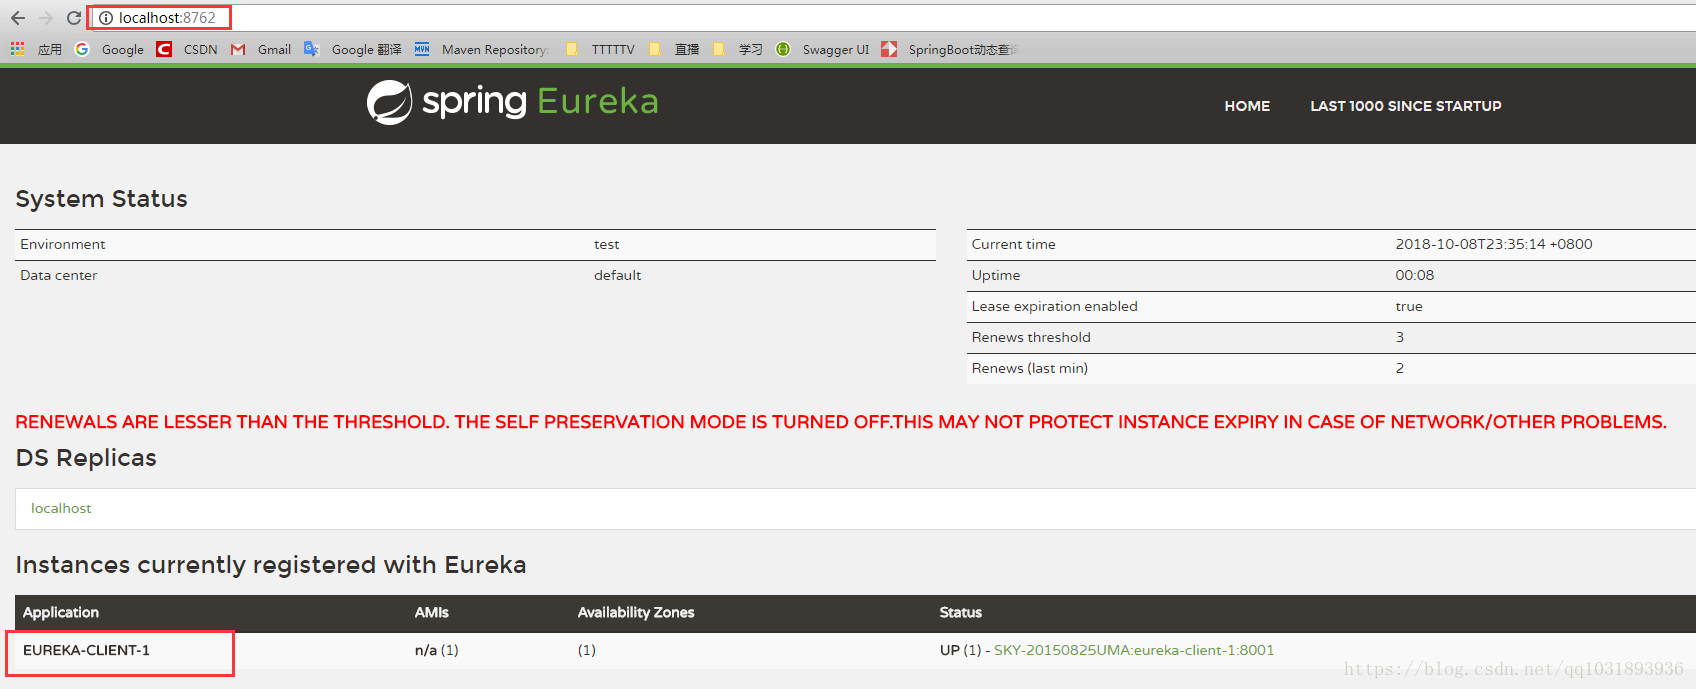 localhost:8762
应用 Google CSDN Gmail Google 翻译 Maven Repository: TTTTTV 直播 学习 Swagger UI SpringBoot动态查
spring Eureka HOME LAST 1000 SINCE STARTUP
System Status
Environment test
Data center default
Current time 2018-10-08T23:35:14 +0800
Uptime 00:08
Lease expiration enabled true
Renews threshold 3
Renews (last min) 2
RENEWALS ARE LESSER THAN THE THRESHOLD. THE SELF PRESERVATION MODE IS TURNED OFF.THIS MAY NOT PROTECT INSTANCE EXPIRY IN CASE OF NETWORK/OTHER PROBLEMS.
DS Replicas
localhost
Instances currently registered with Eureka
Application AMIs Availability Zones Status
EUREKA-CLIENT-1 n/a (1) (1) UP (1) - SKY-20150825UMA:eureka-client-1:8001
https://blog.csdn.net/qq1031893936